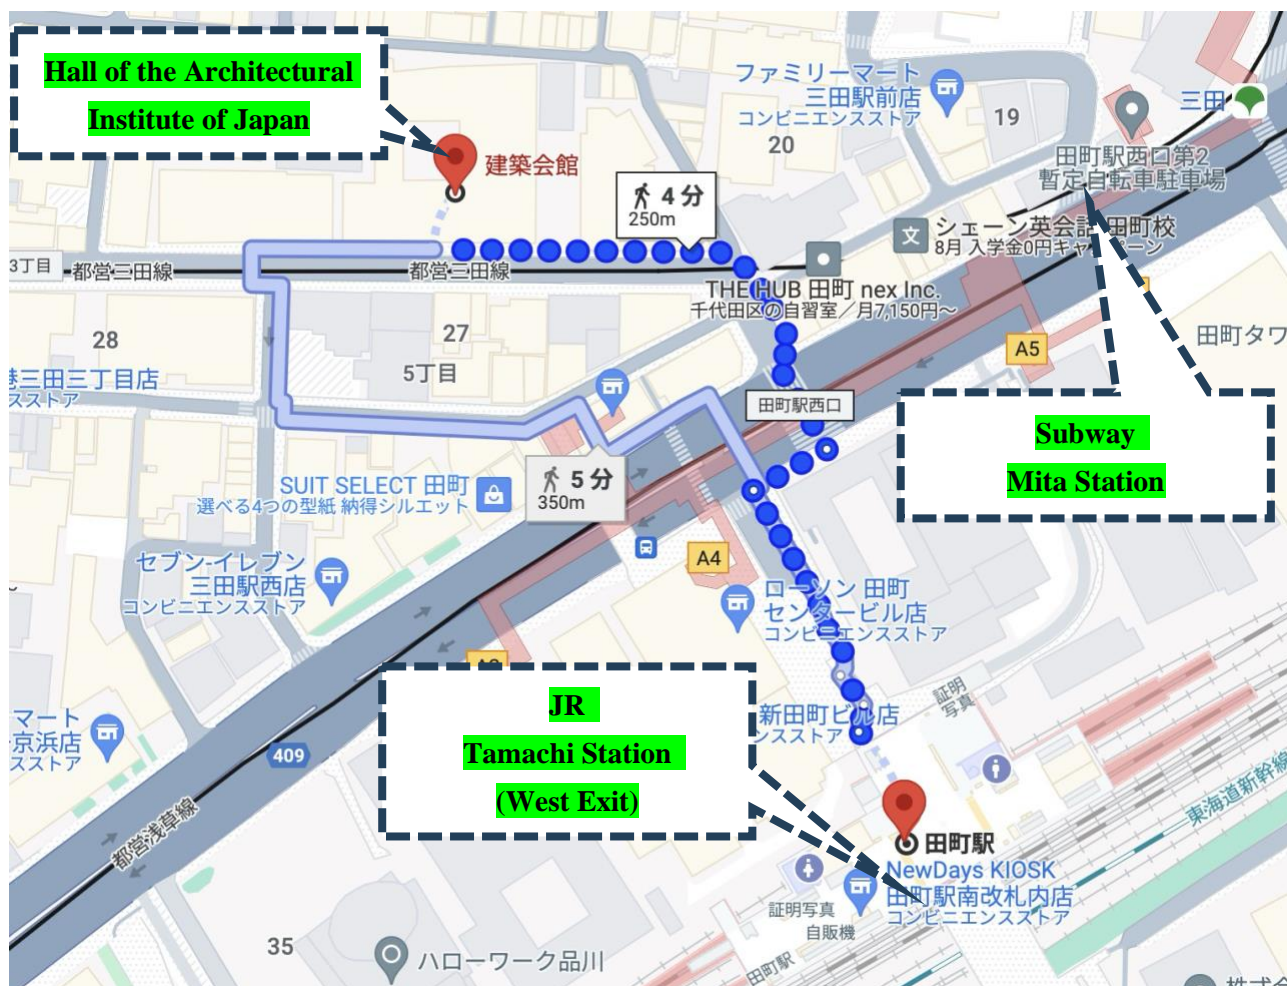 Hall of the Architectural
Institute of Japan
建築会館
4 分
250m
ファミリーマート
三田駅前店
コンビニエンスストア
20
19
三田
田町駅西口第2
暫定自転車駐車場
シェーン英会話 田町校
8月 入学金0円キャンペーン
3丁目
都営三田線
都営三田線
THE HUB 田町 nex Inc.
千代田区の自習室／月7,150円～
28
27
5丁目
港三田三丁目店
スストア
A5
田町タワ
田町駅西口
Subway
Mita Station
5 分
350m
SUIT SELECT 田町
選べる4つの型紙 納得シルエット
A4
セブン-イレブン
三田駅西店
コンビニエンスストア
ローソン 田町
センタービル店
コンビニエンスストア
JR
Tamachi Station
(West Exit)
新田町ビル店
ンスストア
証明
写真
マート
京浜店
スストア
409
都営浅草線
東海道新幹線
田町駅
NewDays KIOSK
田町駅南改札内店
コンビニエンスストア
証明写真
自販機
田町駅
35
ハローワーク品川